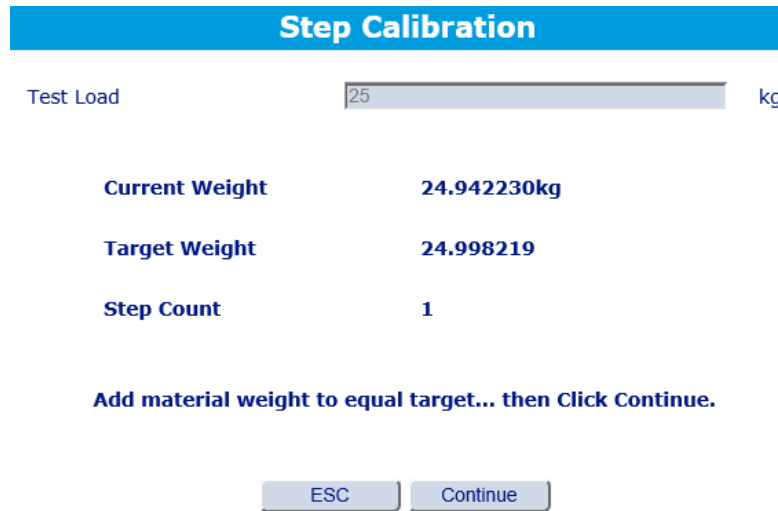 Step Calibration
Test Load 25 kg
Current Weight 24.942230kg
Target Weight 24.998219
Step Count 1
Add material weight to equal target... then Click Continue.
ESC Continue